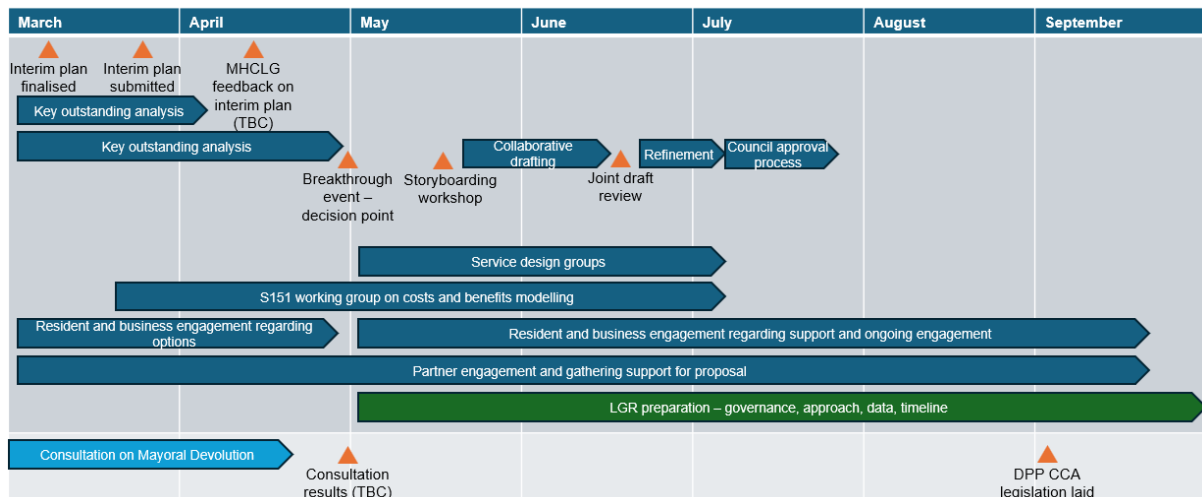 March
April
May
June
July
August
September
Interim plan
finalised
Interim plan
submitted
MHCLG
feedback on
interim plan
(TBC)
Key outstanding analysis
Key outstanding analysis
Breakthrough
event –
decision point
Storyboarding
workshop
Collaborative
drafting
Joint draft
review
Refinement
Council approval
process
Service design groups
S151 working group on costs and benefits modelling
Resident and business engagement regarding
options
Resident and business engagement regarding support and ongoing engagement
Partner engagement and gathering support for proposal
LGR preparation – governance, approach, data, timeline
Consultation on Mayoral Devolution
Consultation
results (TBC)
DPP CCA
legislation laid